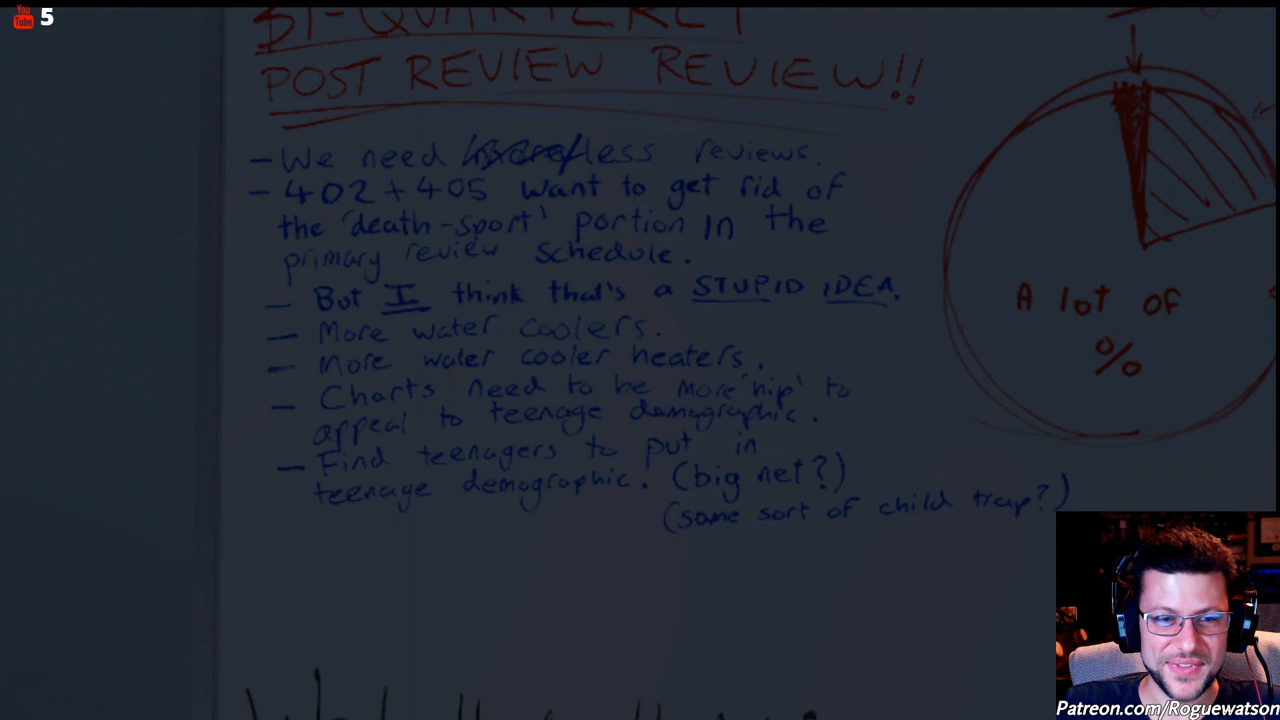 5
POST REVIEW REVIEW!!
- We need less reviews.
- 402 + 405 want to get rid of
the 'death-sport' portion in the
primary review schedule.
- But I think that's a STUPID IDEA.
- More water coolers.
- More water cooler heaters.
- Charts need to be more 'hip' to
appeal to teenage demographic.
- Find teenagers to put in
teenage demographic. (big net?)
(some sort of child trap?)
A lot of
%
Patreon.com/Roguewatson